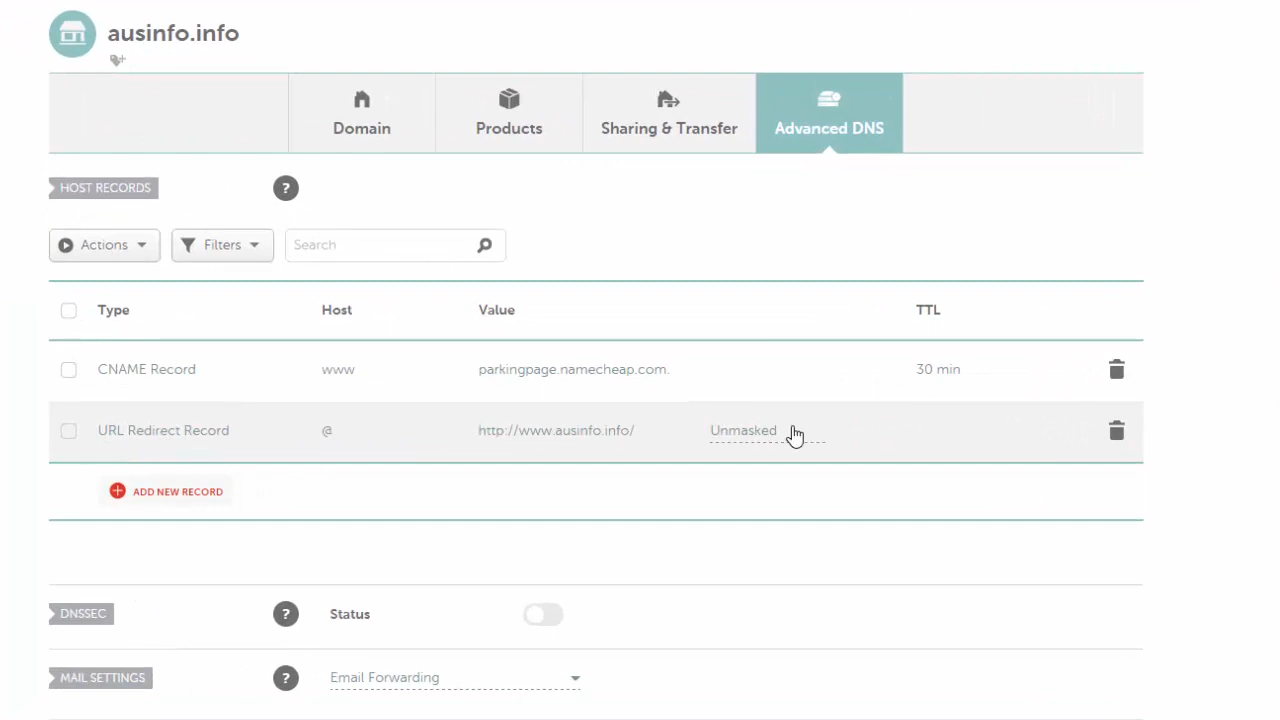 ausinfo.info
Domain
Products
Sharing & Transfer
Advanced DNS
HOST RECORDS
?
Actions
Filters
Search
Type Host Value TTL
CNAME Record www parkingpage.namecheap.com. 30 min
URL Redirect Record @ http://www.ausinfo.info/ Unmasked
ADD NEW RECORD
DNSSEC ? Status
MAIL SETTINGS ? Email Forwarding